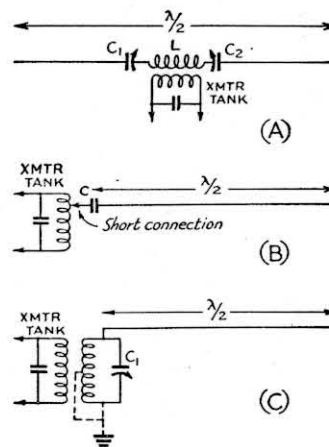 λ/2
C₁ L C₂
XMTR
TANK
(A)
XMTR
TANK
C
λ/2
Short connection
(B)
λ/2
XMTR
TANK
C₁
(C)